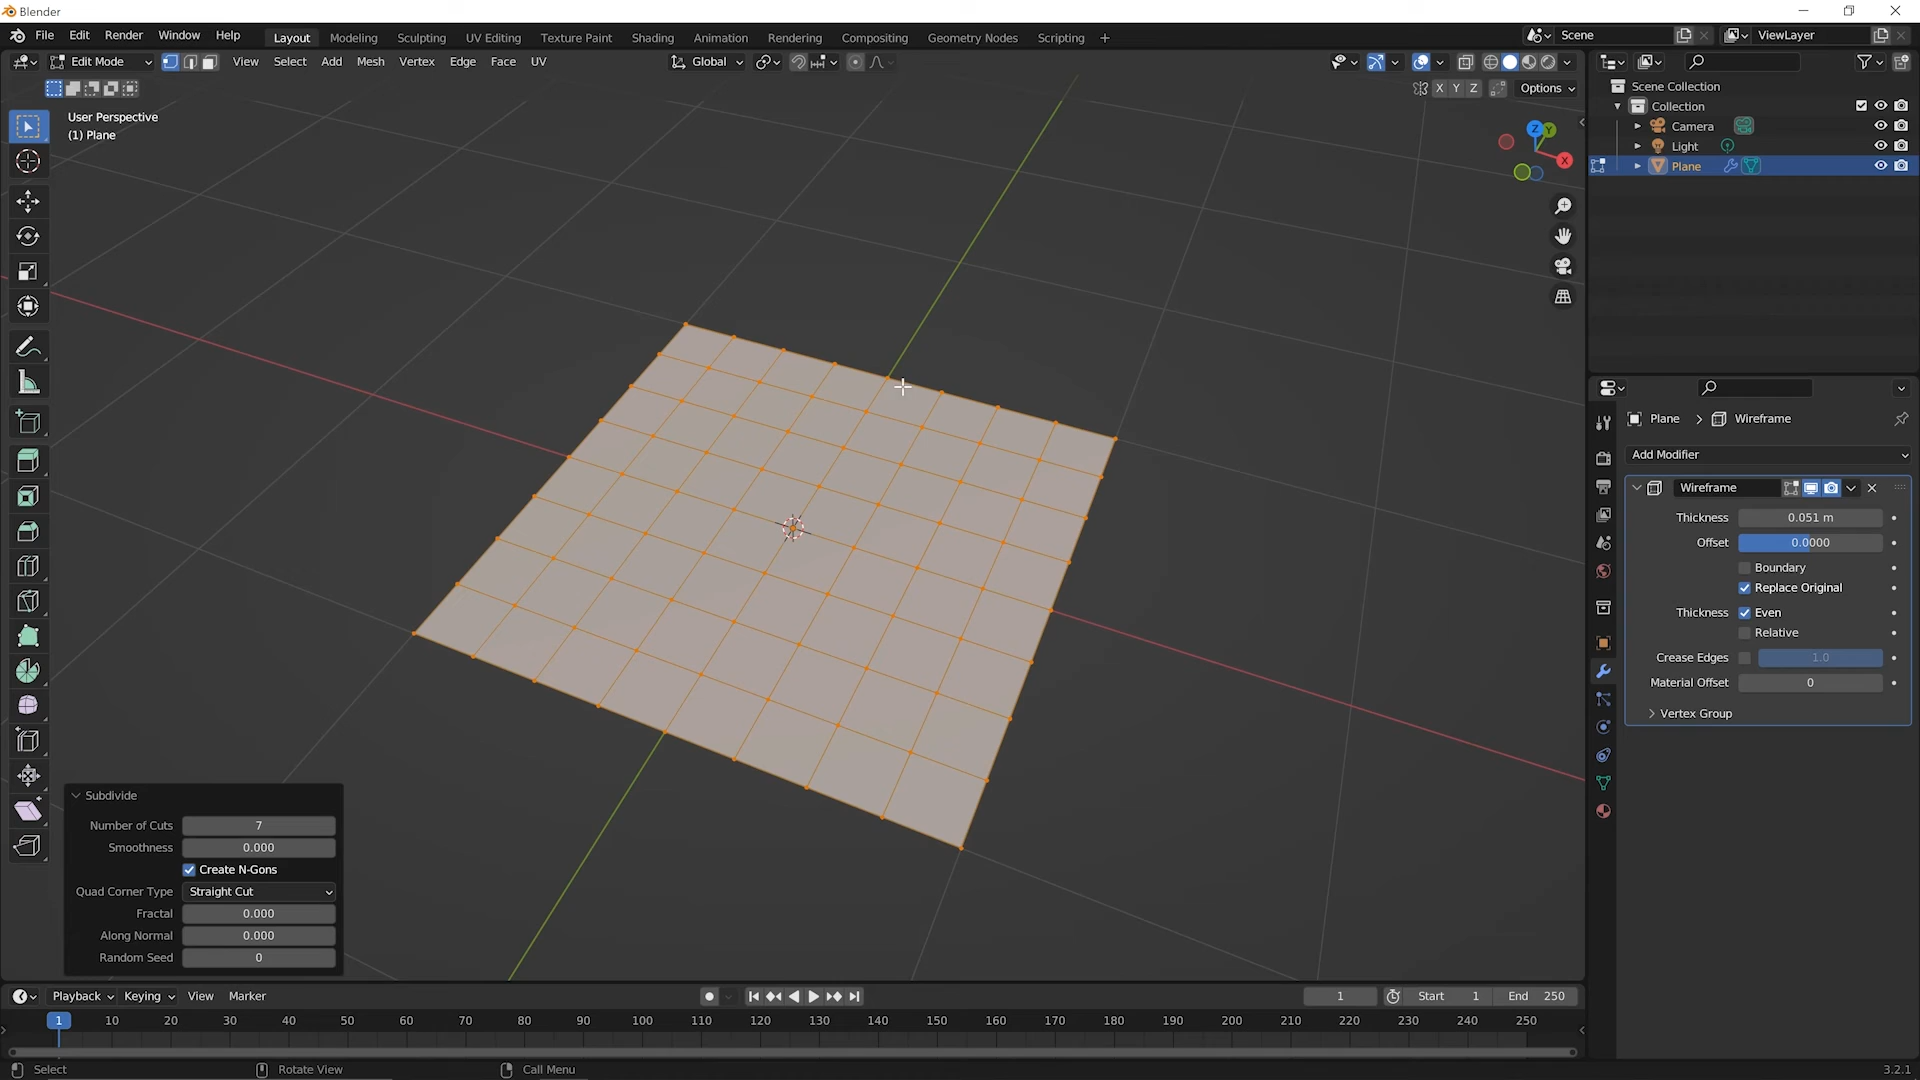 Blender
File Edit Render Window Help Layout Modeling Sculpting UV Editing Texture Paint Shading Animation Rendering Compositing Geometry Nodes Scripting + Scene ViewLayer
Edit Mode View Select Add Mesh Vertex Edge Face UV Global
X Y Z Options
User Perspective
(1) Plane
Z Y
X
Scene Collection
Collection
Camera
Light
Plane
Plane > Wireframe
Add Modifier
Wireframe
Thickness 0.051 m
Offset 0.0000
Boundary
Replace Original
Thickness Even
Relative
Crease Edges 1.0
Material Offset 0
Vertex Group
Subdivide
Number of Cuts 7
Smoothness 0.000
Create N-Gons
Quad Corner Type Straight Cut
Fractal 0.000
Along Normal 0.000
Random Seed 0
Playback Keying View Marker 1 Start 1 End 250
1 10 20 30 40 50 60 70 80 90 100 110 120 130 140 150 160 170 180 190 200 210 220 230 240 250
Select Rotate View Call Menu 3.2.1